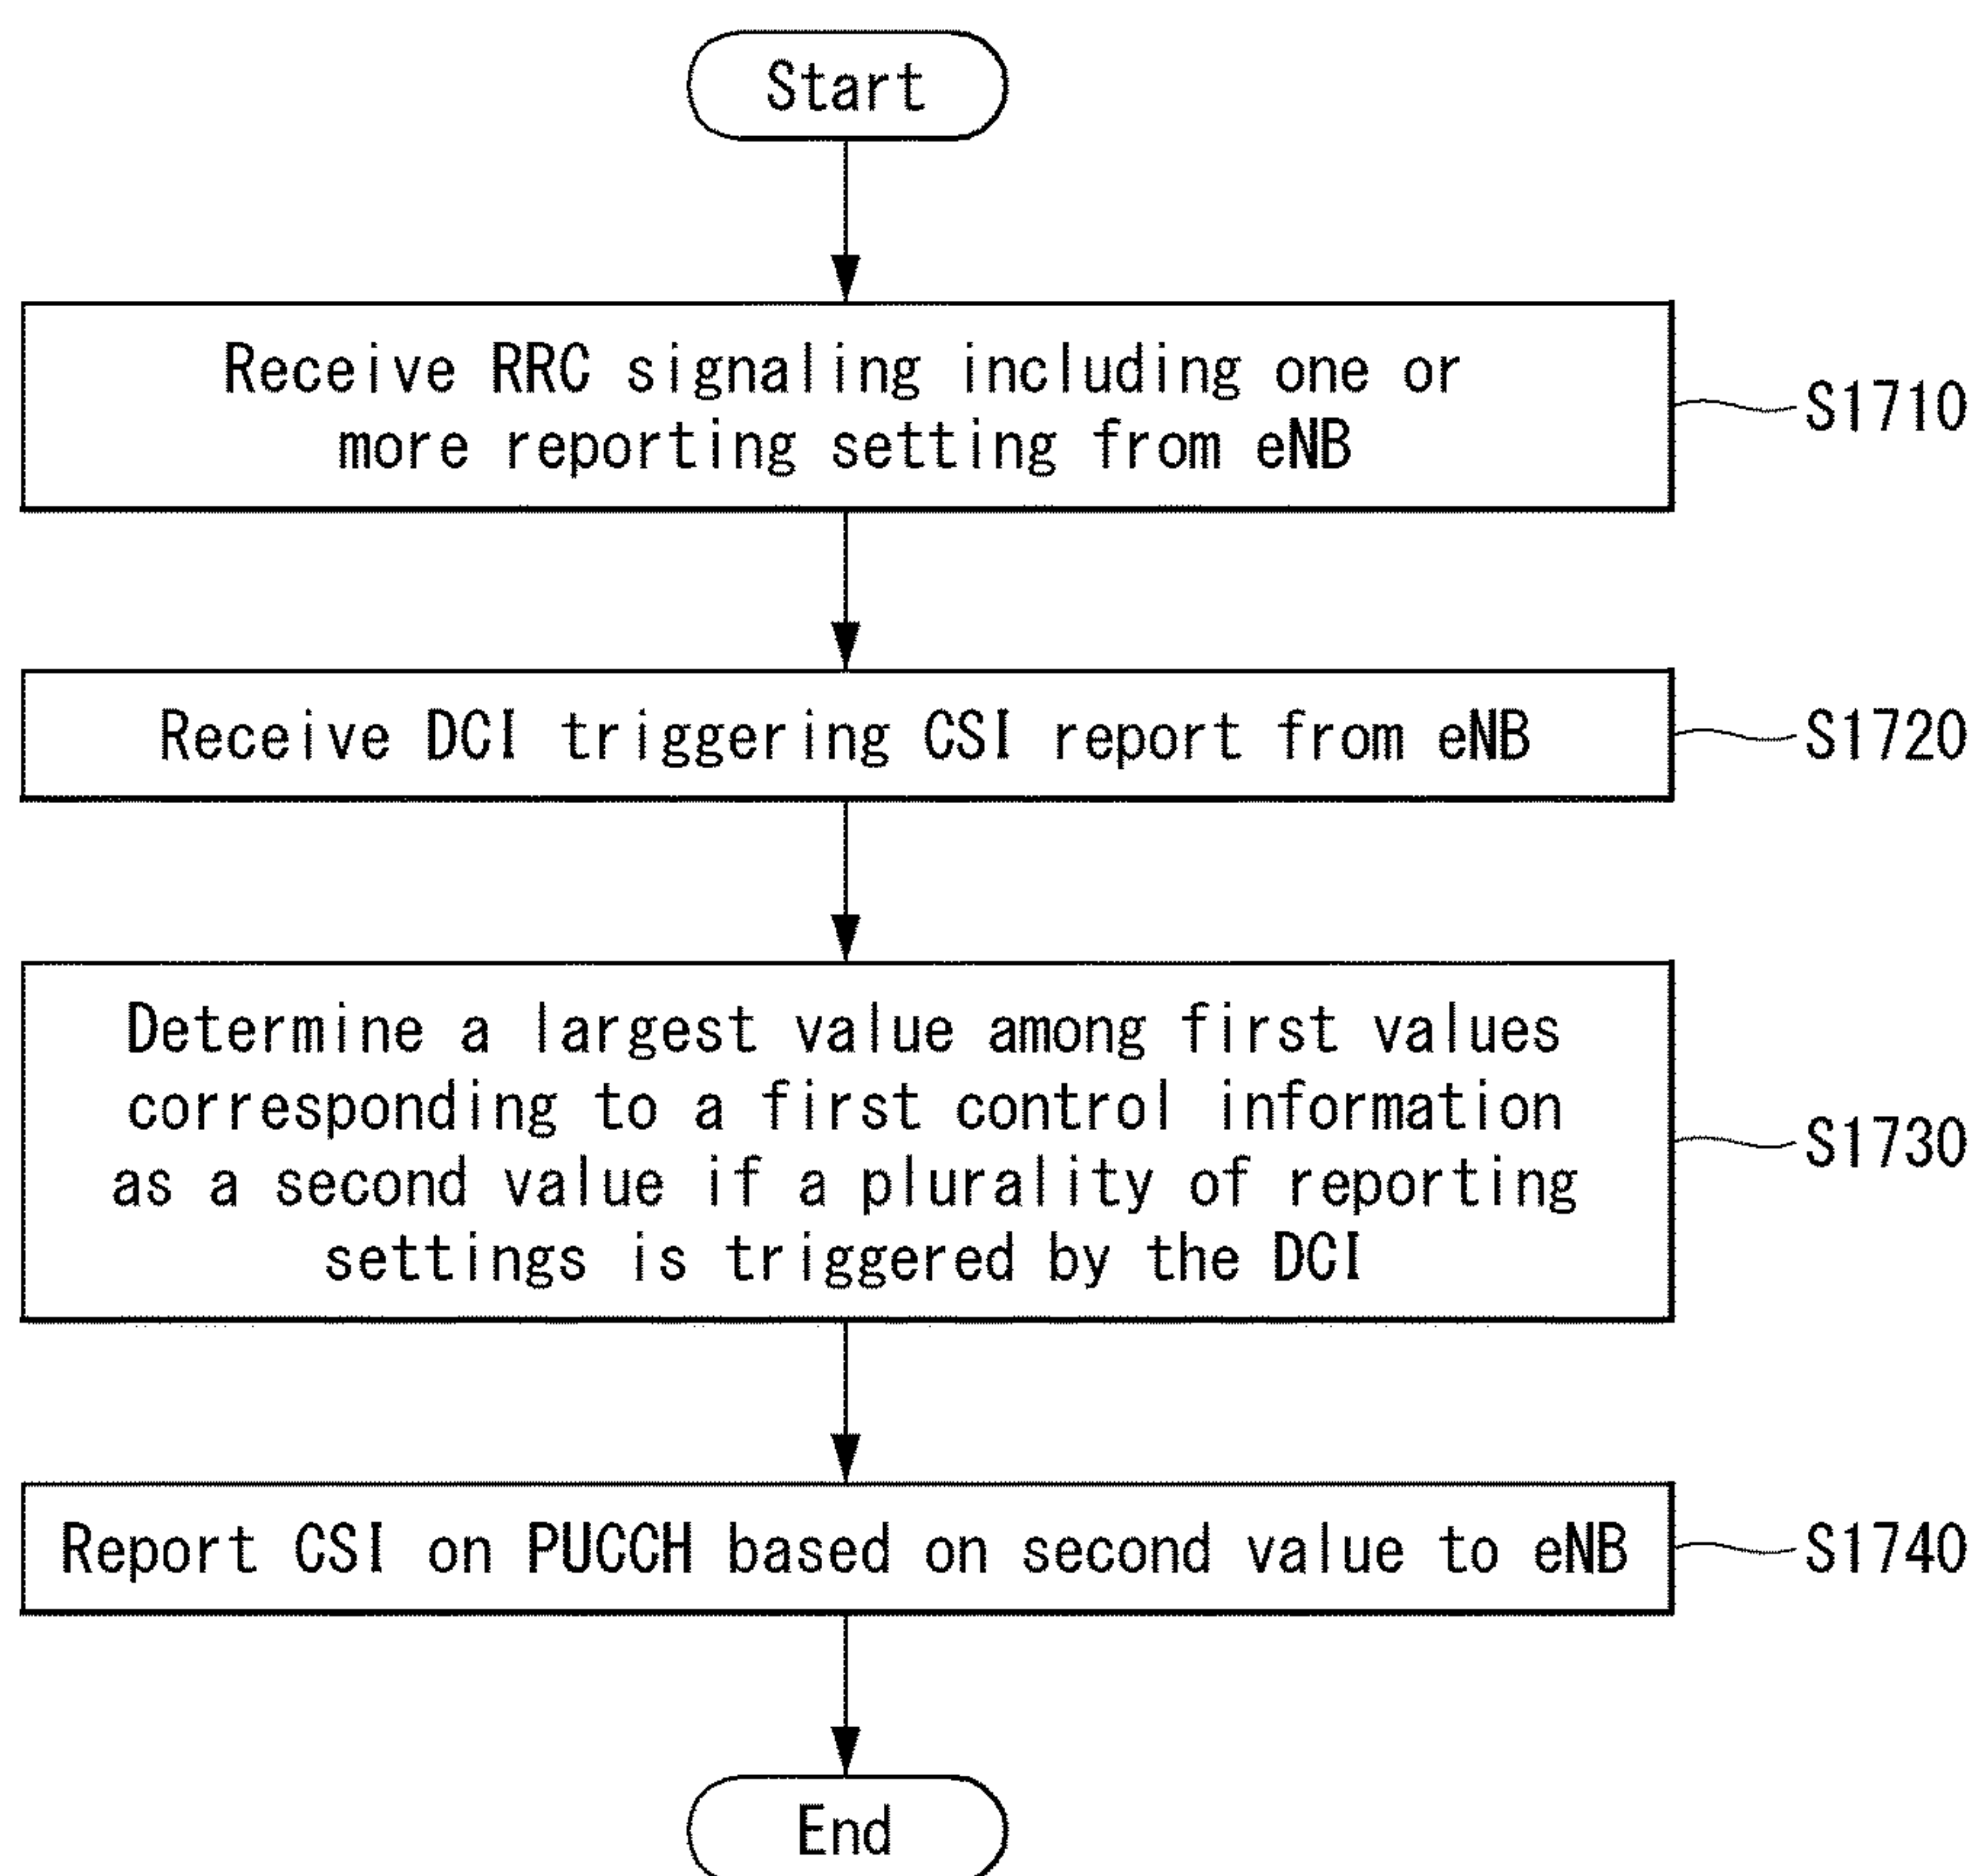 Start
Receive RRC signaling including one or
more reporting setting from eNB
S1710
Receive DCI triggering CSI report from eNB
S1720
Determine a largest value among first values
corresponding to a first control information
as a second value if a plurality of reporting
settings is triggered by the DCI
S1730
Report CSI on PUCCH based on second value to eNB
S1740
End